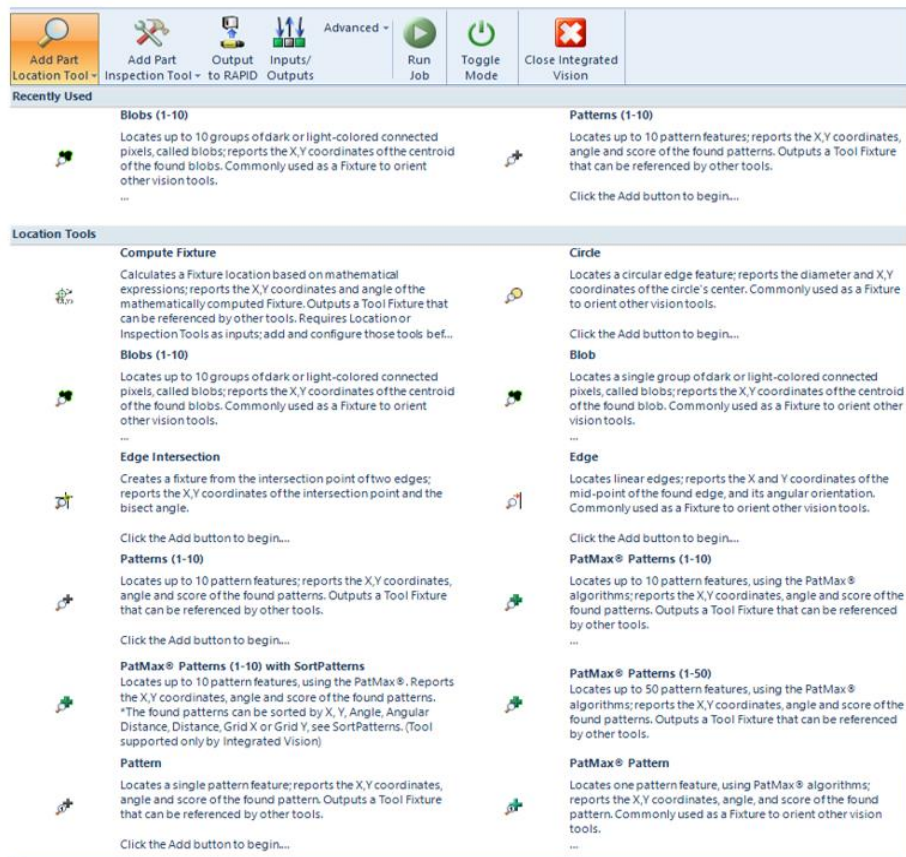 Add Part
Location Tool
Add Part
Inspection Tool
Output
to RAPID
Inputs/
Outputs
Advanced
Run
Job
Toggle
Mode
Close Integrated
Vision
Recently Used
Blobs (1-10)
Locates up to 10 groups of dark or light-colored connected
pixels, called blobs; reports the X,Y coordinates of the centroid
of the found blobs. Commonly used as a Fixture to orient
other vision tools.
...
Patterns (1-10)
Locates up to 10 pattern features; reports the X,Y coordinates,
angle and score of the found patterns. Outputs a Tool Fixture
that can be referenced by other tools.
Click the Add button to begin....
Location Tools
Compute Fixture
Calculates a Fixture location based on mathematical
expressions; reports the X,Y coordinates and angle of the
mathematically computed Fixture. Outputs a Tool Fixture that
can be referenced by other tools. Requires Location or
Inspection Tools as inputs; add and configure those tools bef...
Circle
Locates a circular edge feature; reports the diameter and X,Y
coordinates of the circle's center. Commonly used as a Fixture
to orient other vision tools.
Click the Add button to begin....
Blobs (1-10)
Locates up to 10 groups of dark or light-colored connected
pixels, called blobs; reports the X,Y coordinates of the centroid
of the found blobs. Commonly used as a Fixture to orient
other vision tools.
...
Blob
Locates a single group of dark or light-colored connected
pixels, called blobs; reports the X,Y coordinates of the centroid
of the found blob. Commonly used as a Fixture to orient other
vision tools.
...
Edge Intersection
Creates a fixture from the intersection point of two edges;
reports the X,Y coordinates of the intersection point and the
bisect angle.
Click the Add button to begin....
Edge
Locates linear edges; reports the X and Y coordinates of the
mid-point of the found edge, and its angular orientation.
Commonly used as a Fixture to orient other vision tools.
Click the Add button to begin....
Patterns (1-10)
Locates up to 10 pattern features; reports the X,Y coordinates,
angle and score of the found patterns. Outputs a Tool Fixture
that can be referenced by other tools.
Click the Add button to begin....
PatMax® Patterns (1-10)
Locates up to 10 pattern features, using the PatMax®
algorithms; reports the X,Y coordinates, angle and score of the
found patterns. Outputs a Tool Fixture that can be referenced
by other tools.
...
PatMax® Patterns (1-10) with SortPatterns
Locates up to 10 pattern features, using the PatMax®. Reports
the X,Y coordinates, angle and score of the found patterns.
*The found patterns can be sorted by X, Y, Angle, Angular
Distance, Distance, Grid X or Grid Y, see SortPatterns. (Tool
supported only by Integrated Vision)
PatMax® Patterns (1-50)
Locates up to 50 pattern features, using the PatMax®
algorithms; reports the X,Y coordinates, angle and score of the
found patterns. Outputs a Tool Fixture that can be referenced
by other tools.
Pattern
Locates a single pattern feature; reports the X,Y coordinates,
angle and score of the found pattern. Outputs a Tool Fixture
that can be referenced by other tools.
Click the Add button to begin....
PatMax® Pattern
Locates one pattern feature, using PatMax® algorithms;
reports the X,Y coordinates, angle, and score of the found
pattern. Commonly used as a Fixture to orient other vision
tools.
...